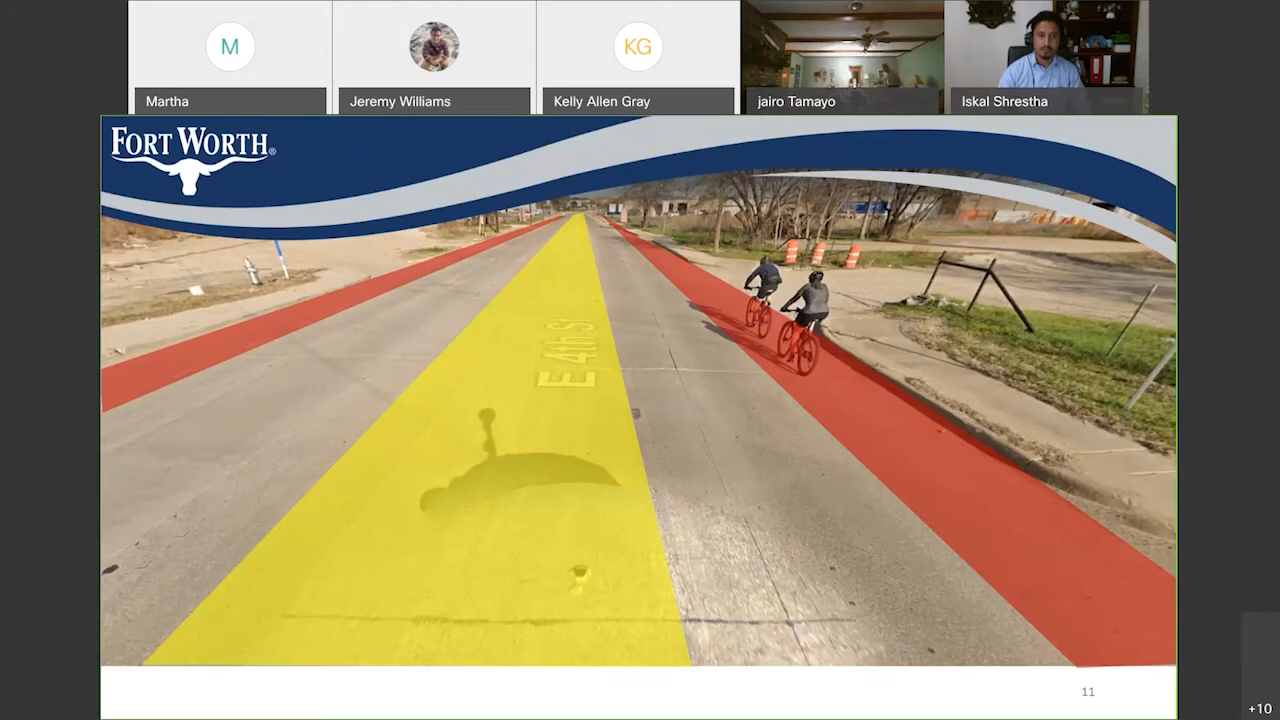 M
KG
Martha
Jeremy Williams
Kelly Allen Gray
jairo Tamayo
Iskal Shrestha
FORT WORTH®
E 4th St
11
+10